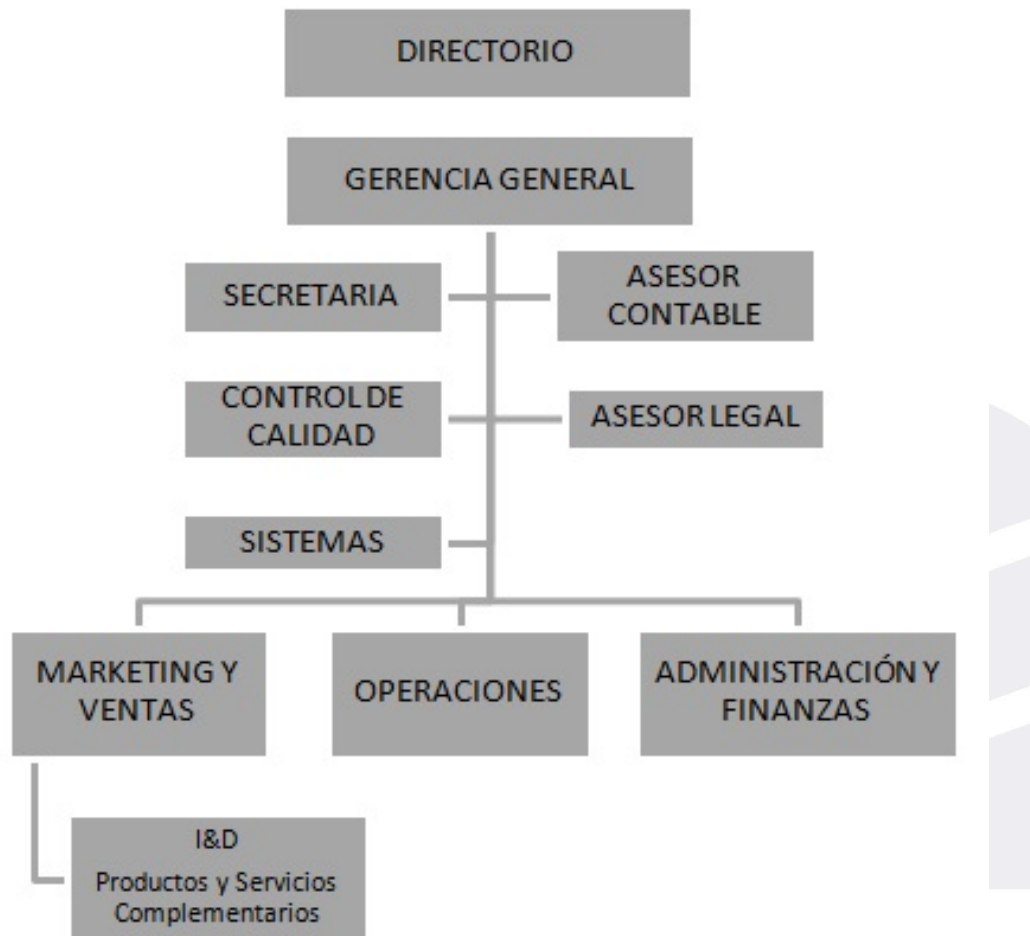 DIRECTORIO
GERENCIA GENERAL
SECRETARIA
ASESOR
CONTABLE
CONTROL DE
CALIDAD
ASESOR LEGAL
SISTEMAS
MARKETING Y
VENTAS
OPERACIONES
ADMINISTRACIÓN Y
FINANZAS
I&D
Productos y Servicios
Complementarios